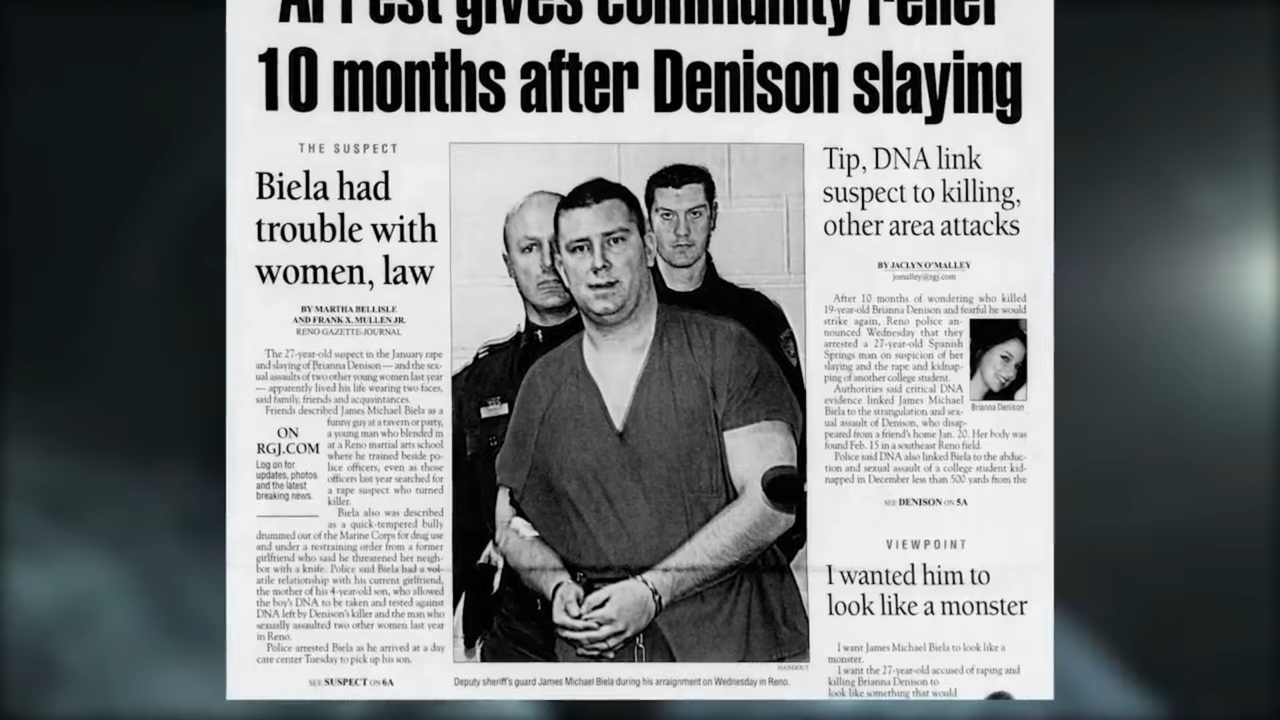 Arrest gives community relief
10 months after Denison slaying
THE SUSPECT
Biela had
trouble with
women, law
BY MARTHA BELLISLE
AND FRANK X. MULLEN JR.
RENO GAZETTE-JOURNAL
The 27-year-old suspect in the January rape
and slaying of Brianna Denison — and the sex-
ual assaults of two other young women last year
— apparently lived his life wearing two faces,
said family, friends and acquaintances.
Friends described James Michael Biela as a
funny guy at a tavern or party,
a young man who blended in
at a Reno martial arts school
where he trained beside po-
lice officers, even as those
officers last year searched for
a rape suspect who turned
killer.
ON
RGJ.COM
Log on for
updates, photos
and the latest
breaking news.
Biela also was described
as a quick-tempered bully
drummed out of the Marine Corps for drug use
and under a restraining order from a former
girlfriend who said he threatened her neigh-
bor with a knife. Police said Biela had a vol-
atile relationship with his current girlfriend,
the mother of his 4-year-old son, who allowed
the boy's DNA to be taken and tested against
DNA left by Denison's killer and the man who
sexually assaulted two other women last year
in Reno.
Police arrested Biela as he arrived at a day
care center Tuesday to pick up his son.
SEE SUSPECT ON 6A
HANDOUT
Deputy sheriff's guard James Michael Biela during his arraignment on Wednesday in Reno.
Tip, DNA link
suspect to killing,
other area attacks
BY JACLYN O'MALLEY
jomalley@rgj.com
After 10 months of wondering who killed
19-year-old Brianna Denison and fearful he would
strike again, Reno police an-
nounced Wednesday that they
arrested a 27-year-old Spanish
Springs man on suspicion of her
slaying and the rape and kidnap-
ping of another college student.
Authorities said critical DNA
evidence linked James Michael
Biela to the strangulation and sex-
ual assault of Denison, who disap-
peared from a friend's home Jan. 20. Her body was
found Feb. 15 in a southeast Reno field.
Brianna Denison
Police said DNA also linked Biela to the abduc-
tion and sexual assault of a college student kid-
napped in December less than 500 yards from the
SEE DENISON ON 5A
VIEWPOINT
I wanted him to
look like a monster
I want James Michael Biela to look like a
monster.
I want the 27-year-old accused of raping and
killing Brianna Denison to
look like something that would